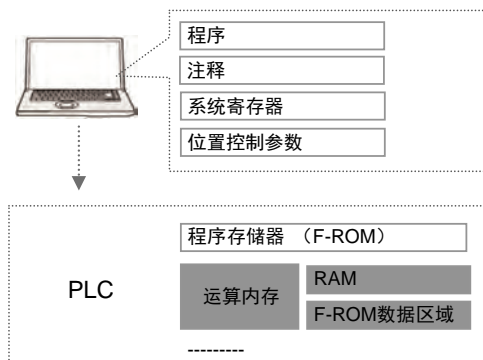 程序
注释
系统寄存器
位置控制参数
程序存储器 （F-ROM）
PLC
运算内存
RAM
F-ROM数据区域
---------